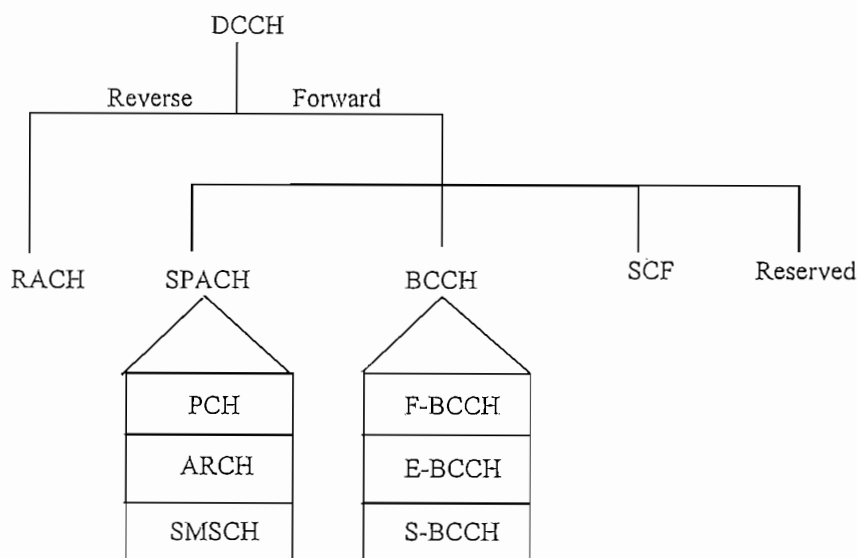 DCCH
Reverse Forward
RACH SPACH BCCH SCF Reserved
PCH F-BCCH
ARCH E-BCCH
SMSCH S-BCCH